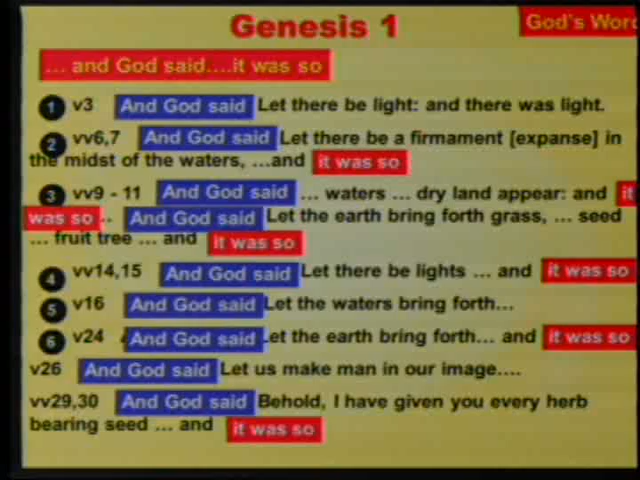 Genesis 1
God's Word
... and God said....it was so
1 v3 And God said Let there be light: and there was light.
2 vv6,7 And God said Let there be a firmament [expanse] in
the midst of the waters, ...and it was so
3 vv9 - 11 And God said ... waters ... dry land appear: and it
was so .. And God said Let the earth bring forth grass, ... seed
... fruit tree ... and it was so
4 vv14,15 And God said Let there be lights ... and it was so
5 v16 And God said Let the waters bring forth...
6 v24 And God said Let the earth bring forth... and it was so
v26 And God said Let us make man in our image....
vv29,30 And God said Behold, I have given you every herb
bearing seed ... and it was so